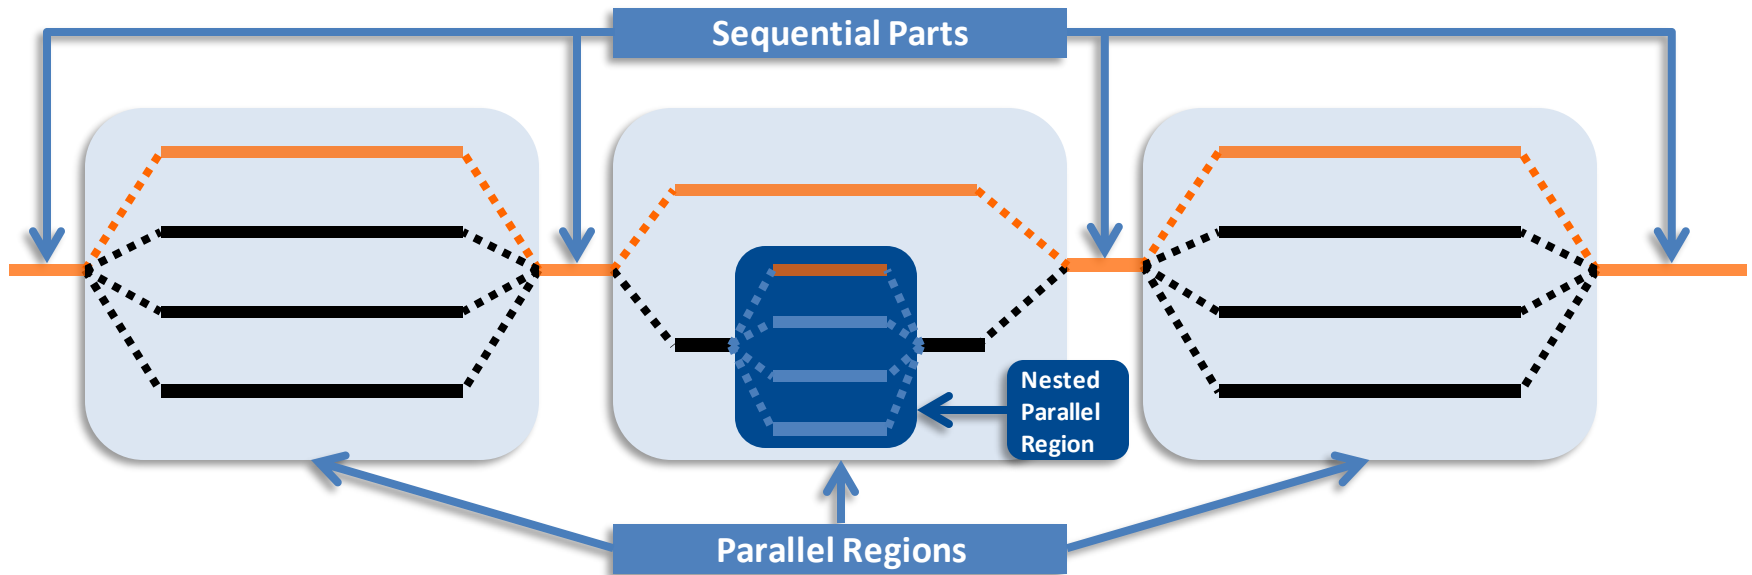 Sequential Parts
Nested
Parallel
Region
Parallel Regions